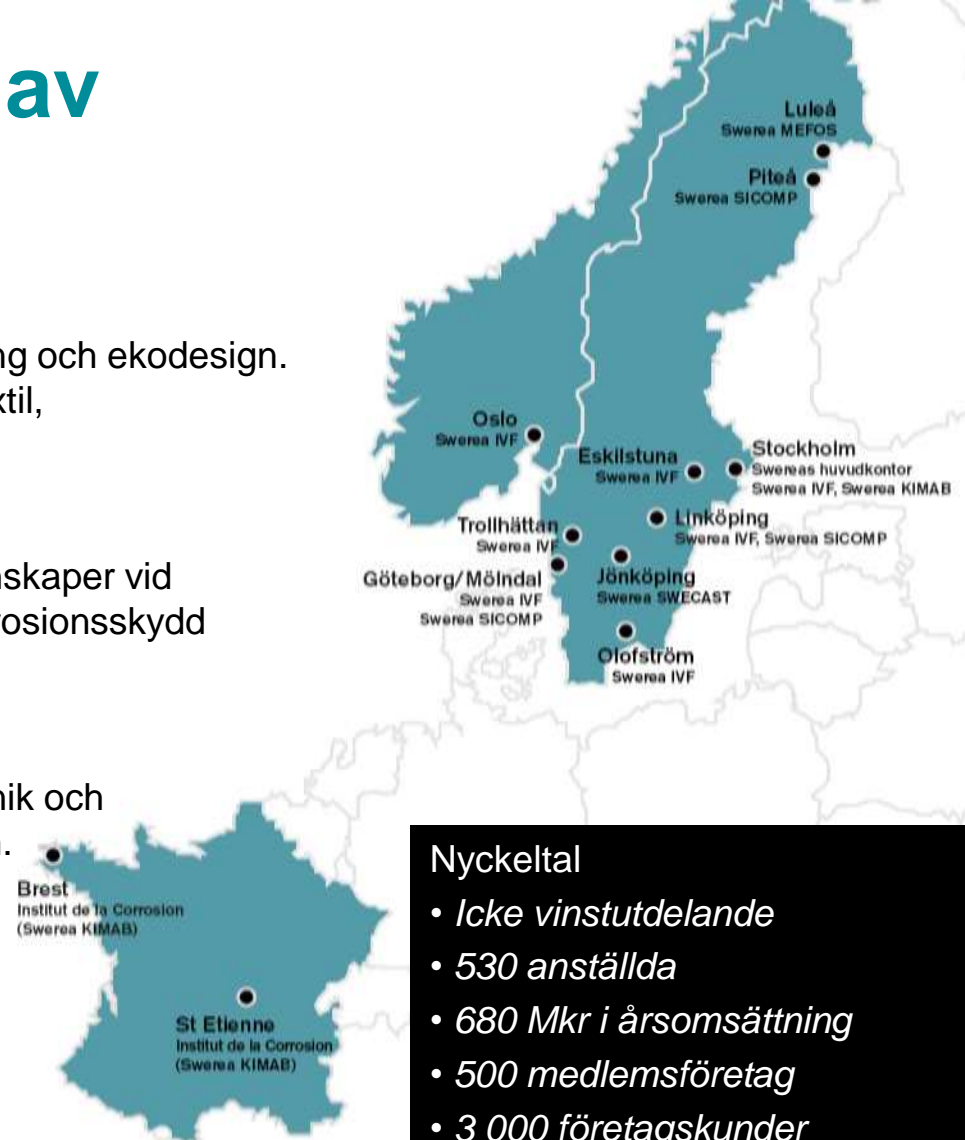 av
ng och ekodesign.
xtil,
nskaper vid
rosionsskydd
nik och
.
Luleå
Swerea MEFOS
Piteå
Swerea SICOMP
Oslo
Swerea IVF
Eskilstuna
Swerea IVF
Stockholm
Swereas huvudkontor
Swerea IVF, Swerea KIMAB
Trollhättan
Swerea IVF
Linköping
Swerea IVF, Swerea SICOMP
Göteborg/Mölndal
Swerea IVF
Swerea SICOMP
Jönköping
Swerea SWECAST
Olofström
Swerea IVF
Brest
Institut de la Corrosion
(Swerea KIMAB)
St Etienne
Institut de la Corrosion
(Swerea KIMAB)
Nyckeltal
• Icke vinstutdelande
• 530 anställda
• 680 Mkr i årsomsättning
• 500 medlemsföretag
• 3 000 företagskunder